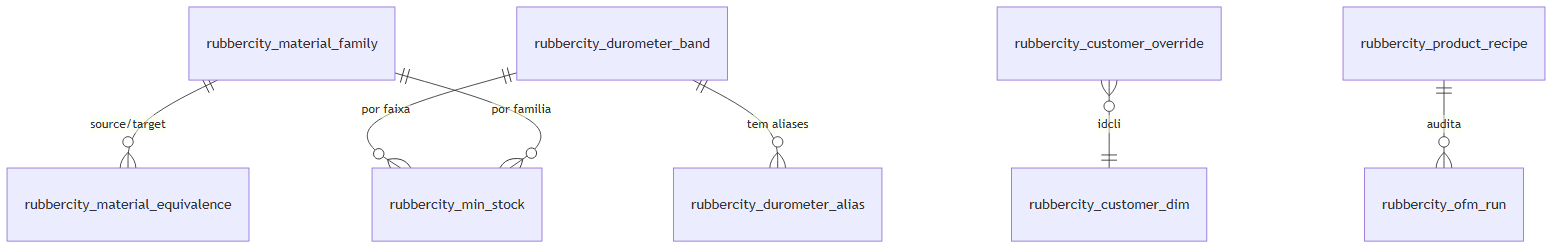 rubbercity_material_family
rubbercity_durometer_band
rubbercity_customer_override
rubbercity_product_recipe
por faixa
por familia
source/target
tem aliases
idcli
audita
rubbercity_material_equivalence
rubbercity_min_stock
rubbercity_durometer_alias
rubbercity_customer_dim
rubbercity_ofm_run